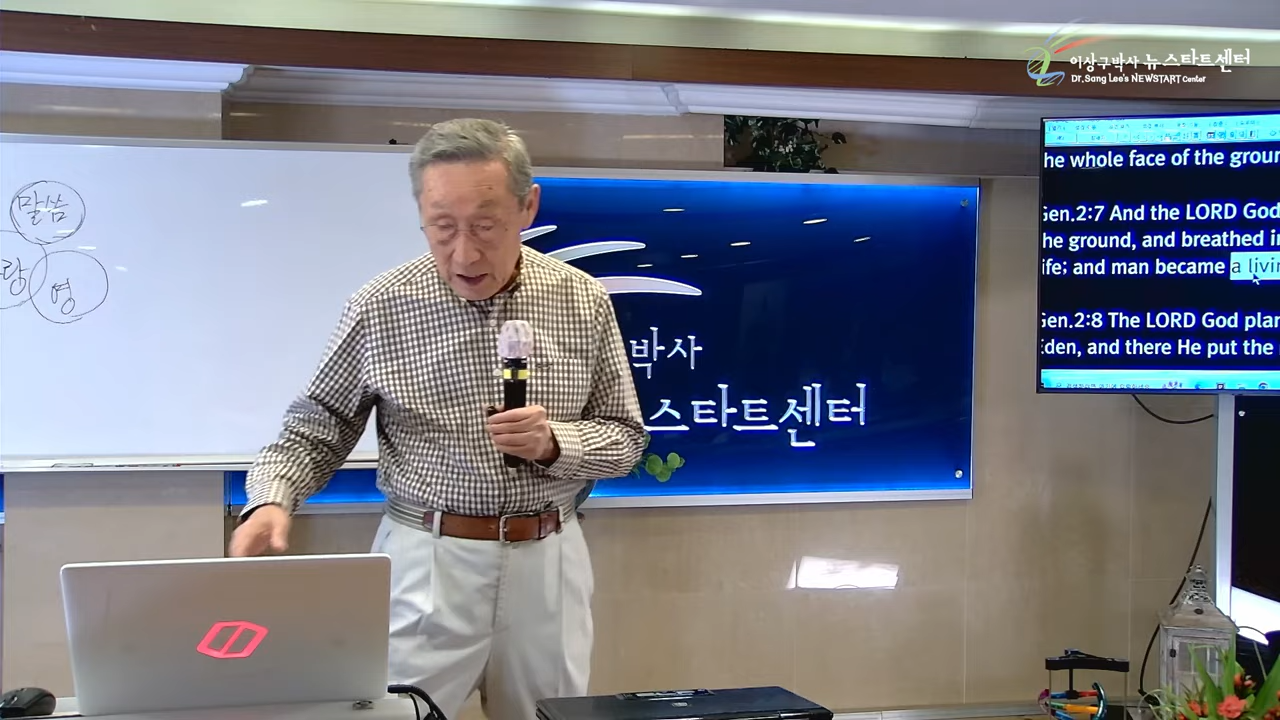 이상구박사 뉴스타트센터
Dr. Sang Lee's NEWSTART Center
말씀
랑 영
박사
스타트센터
he whole face of the groun
Gen.2:7 And the LORD God
he ground, and breathed i
ife; and man became a livin
Gen.2:8 The LORD God plan
Eden, and there He put the